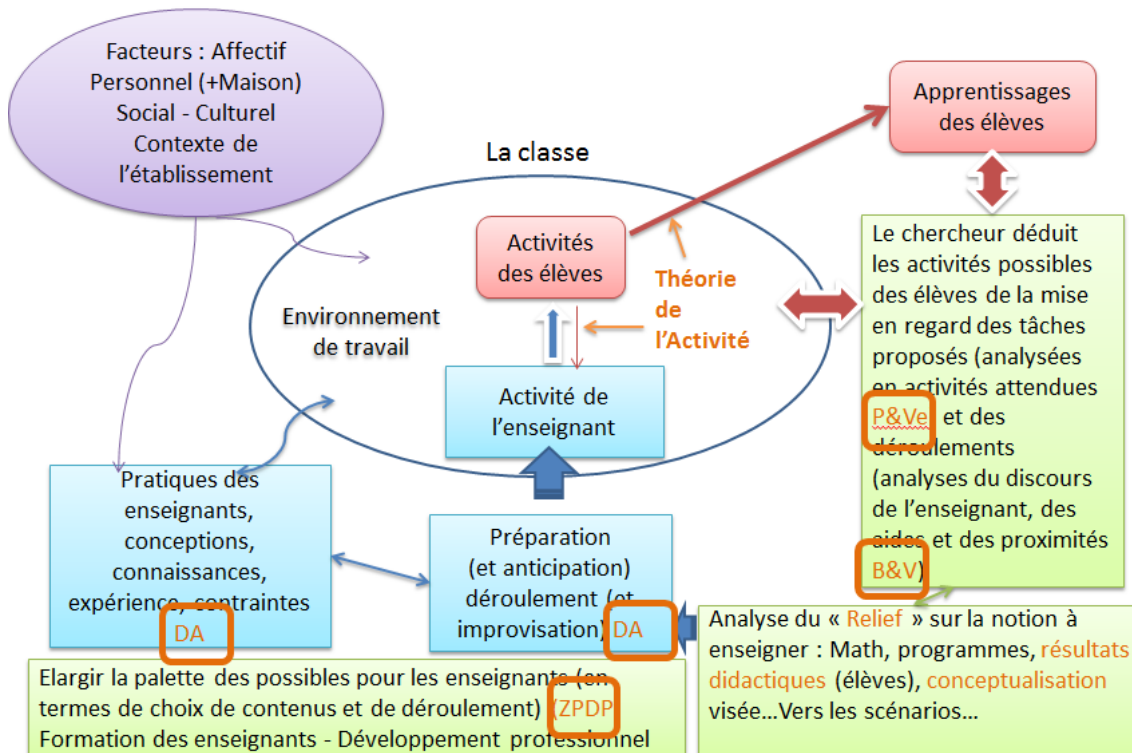 Facteurs : Affectif
Personnel (+Maison)
Social - Culturel
Contexte de
l'établissement
La classe
Apprentissages
des élèves
Activités
des élèves
Théorie
de
l'Activité
Environnement
de travail
Activité de
l'enseignant
Le chercheur déduit
les activités possibles
des élèves de la mise
en regard des tâches
proposés (analysées
en activités attendues
P&Ve) et des
déroulements
(analyses du discours
de l'enseignant, des
aides et des proximités
B&V)
Pratiques des
enseignants,
conceptions,
connaissances,
expérience, contraintes
DA
Préparation
(et anticipation)
déroulement (et
improvisation) DA
Analyse du « Relief » sur la notion à
enseigner : Math, programmes, résultats
didactiques (élèves), conceptualisation
visée...Vers les scénarios...
Elargir la palette des possibles pour les enseignants (en
termes de choix de contenus et de déroulement) (ZPDP
Formation des enseignants - Développement professionnel